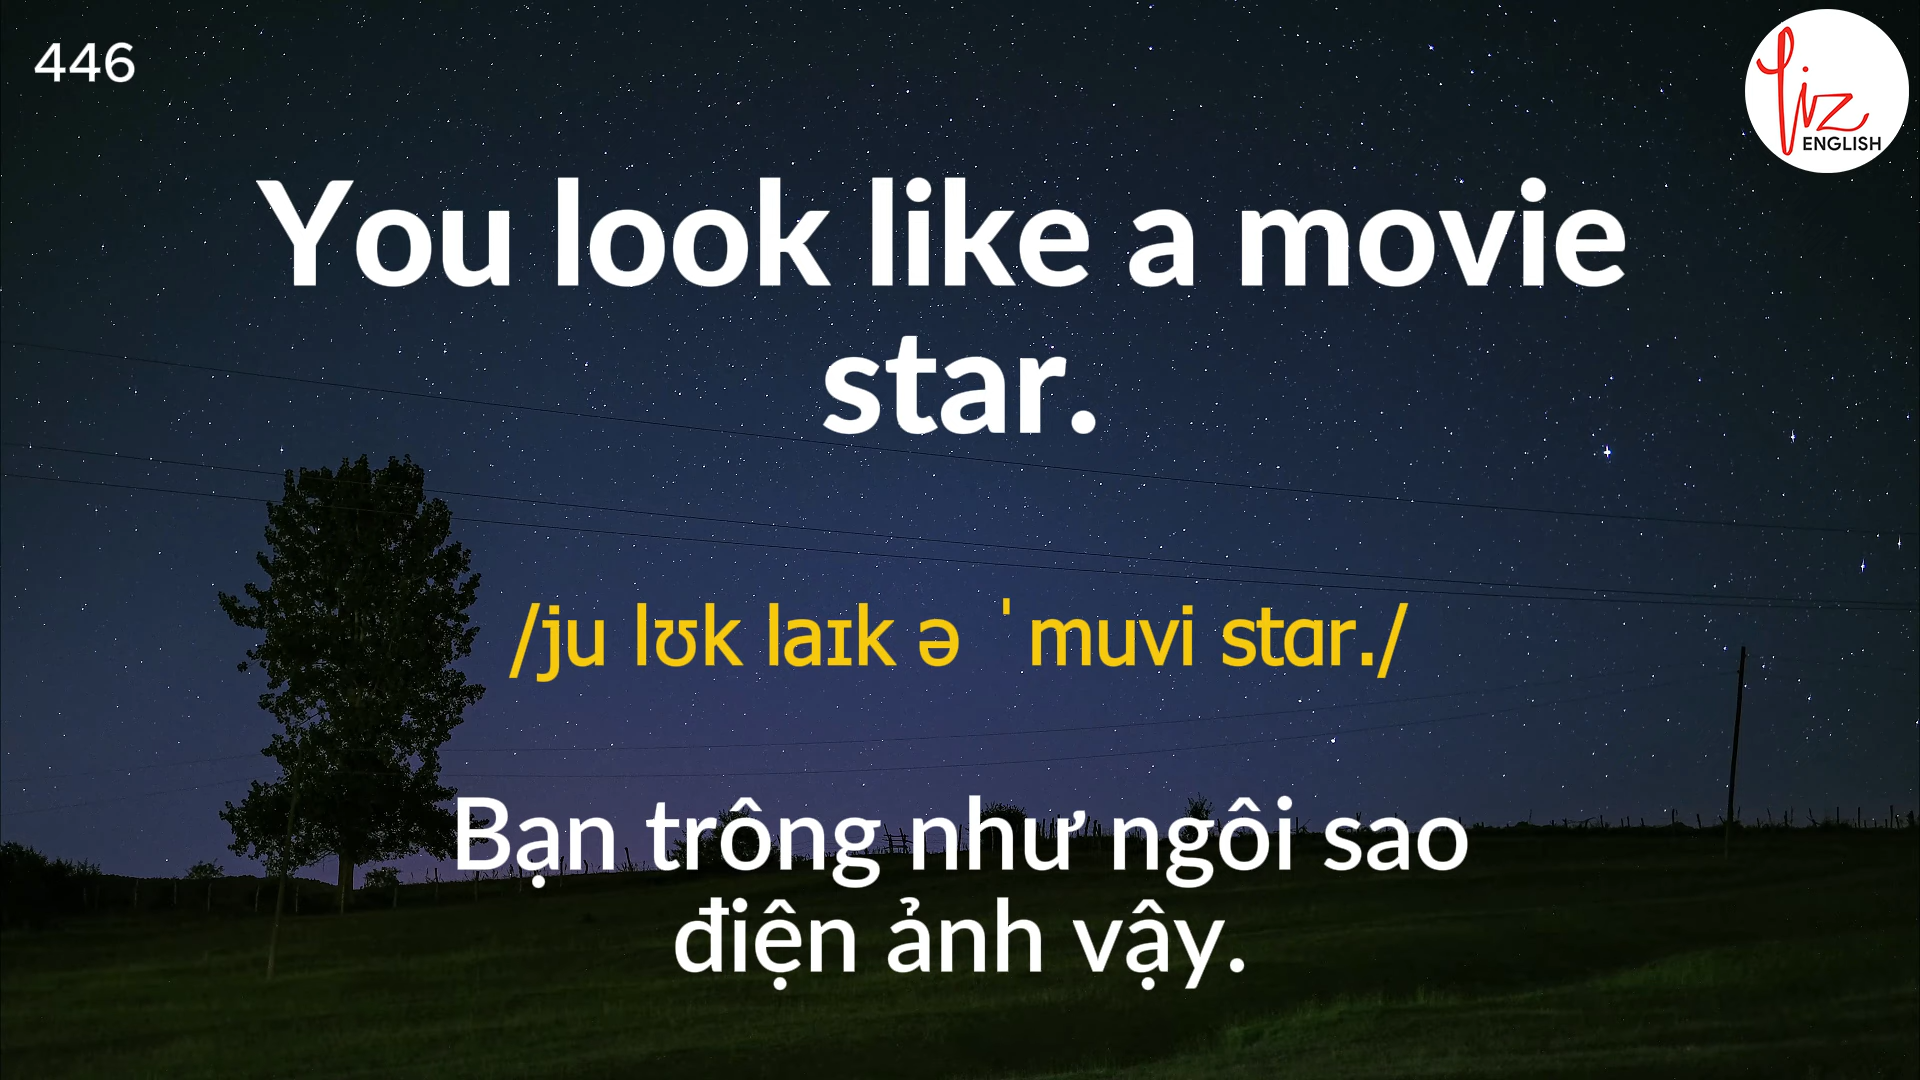 446
Liz
ENGLISH
You look like a movie
star.
/ju lʊk laɪk ə ˈmuvi stɑr./
Bạn trông như ngôi sao
điện ảnh vậy.